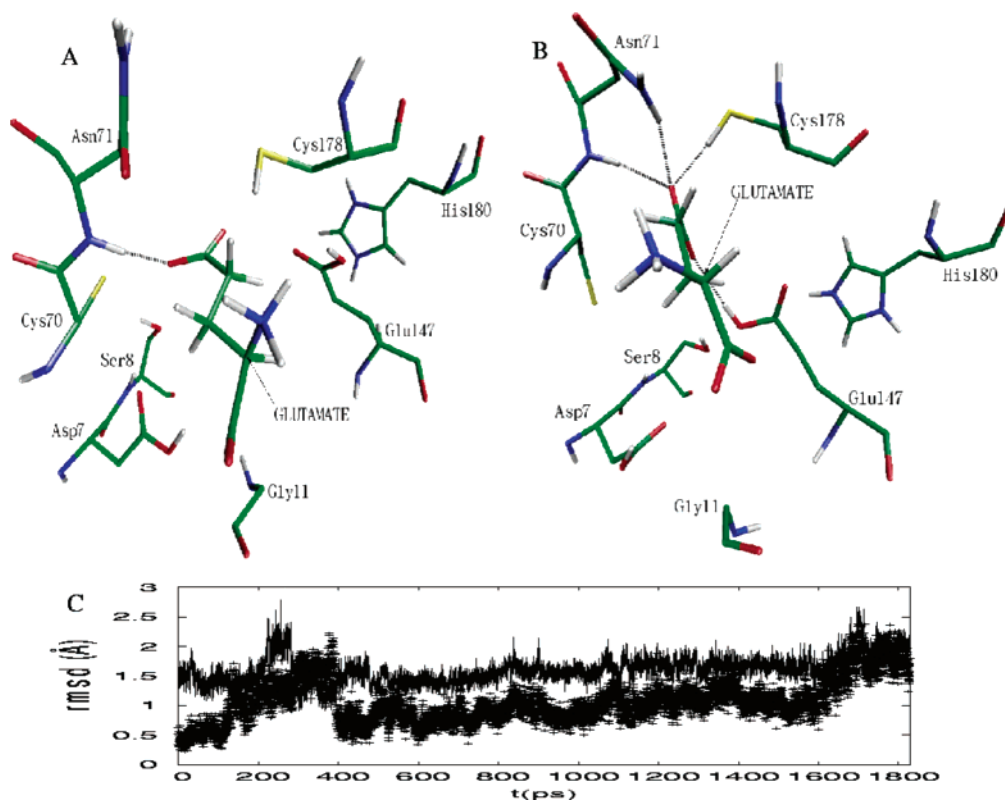 A
Asn71
Cys178
His180
Cys70
Ser8
Glu147
GLUTAMATE
Asp7
Gly11
B
Asn71
Cys178
GLUTAMATE
Cys70
His180
Ser8
Asp7
Glu147
Gly11
C
3
2.5
2
1.5
1
0.5
0
rmsd (Å)
0 200 400 600 800 1000 1200 1400 1600 1800
t(ps)